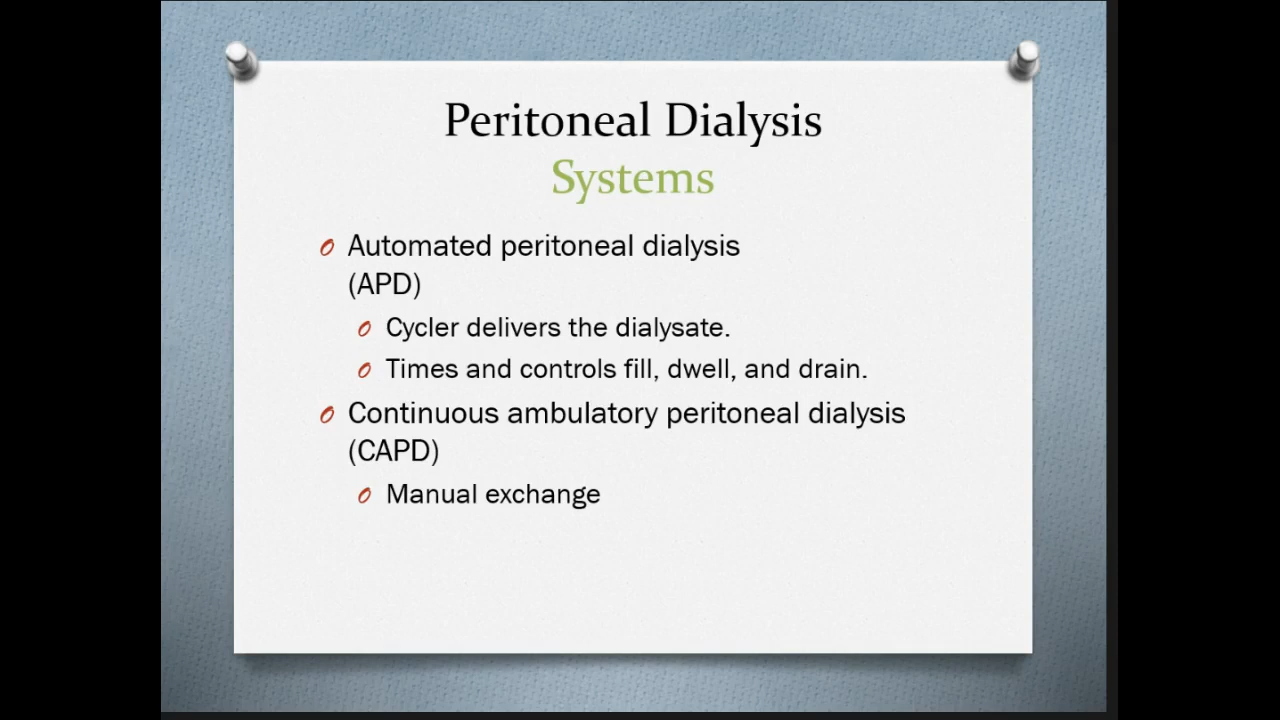 Peritoneal Dialysis
Systems
Automated peritoneal dialysis
(APD)
Cycler delivers the dialysate.
Times and controls fill, dwell, and drain.
Continuous ambulatory peritoneal dialysis
(CAPD)
Manual exchange